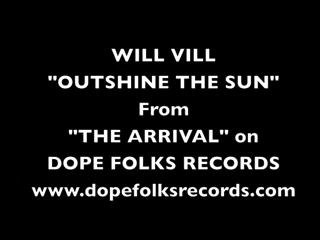 WILL VILL
"OUTSHINE THE SUN"
From
"THE ARRIVAL" on
DOPE FOLKS RECORDS
www.dopefolksrecords.com